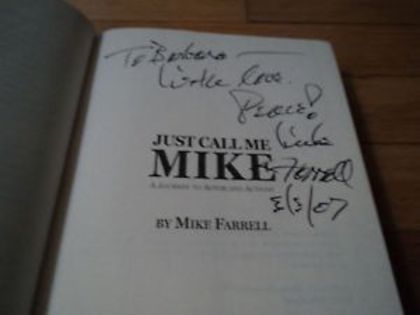 To Barbara
With Love.
Peace!
Mike
Farrell
3/3/07
JUST CALL ME
MIKE
A JOURNEY TO ACTOR AND ACTIVIST
BY MIKE FARRELL